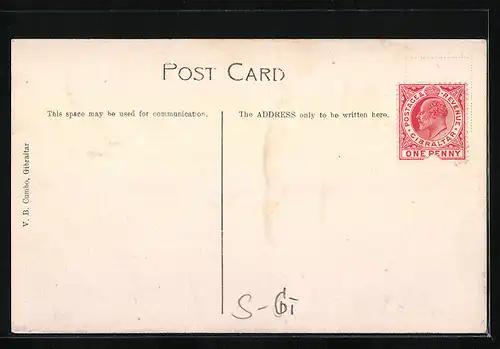 POST CARD
This space may be used for communication.
The ADDRESS only to be written here.
POSTAGE & REVENUE
GIBRALTAR
ONE PENNY
V. B. Cumbo, Gibraltar